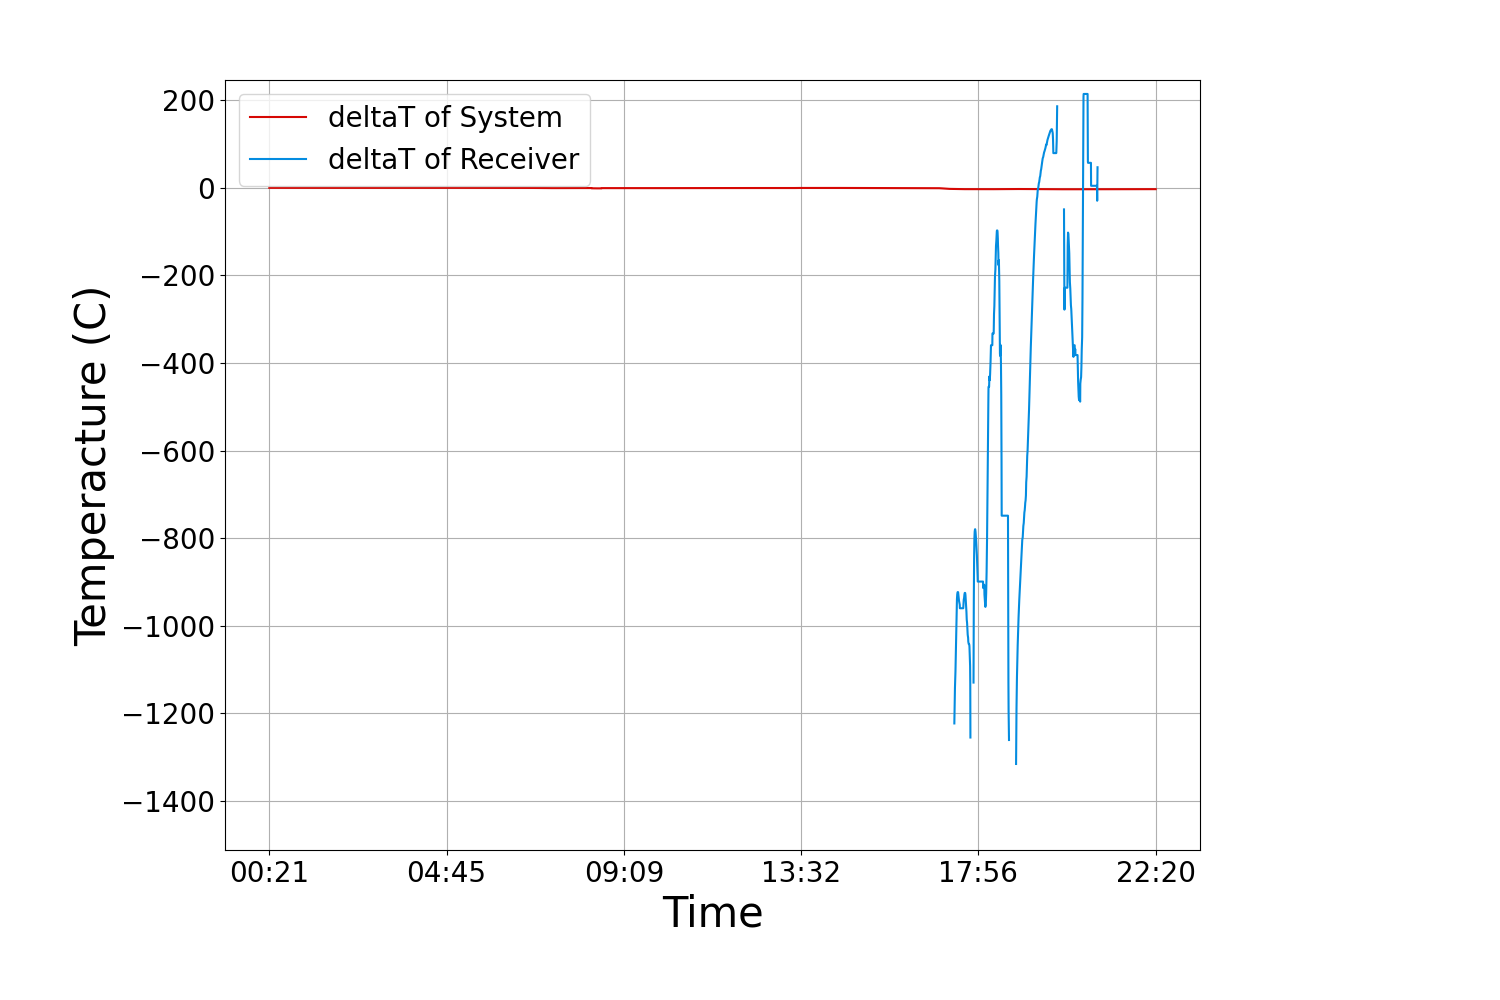 200
0
−200
−400
−600
−800
−1000
−1200
−1400
Temperacture (C)
deltaT of System
deltaT of Receiver
00:21 04:45 09:09 13:32 17:56 22:20
Time